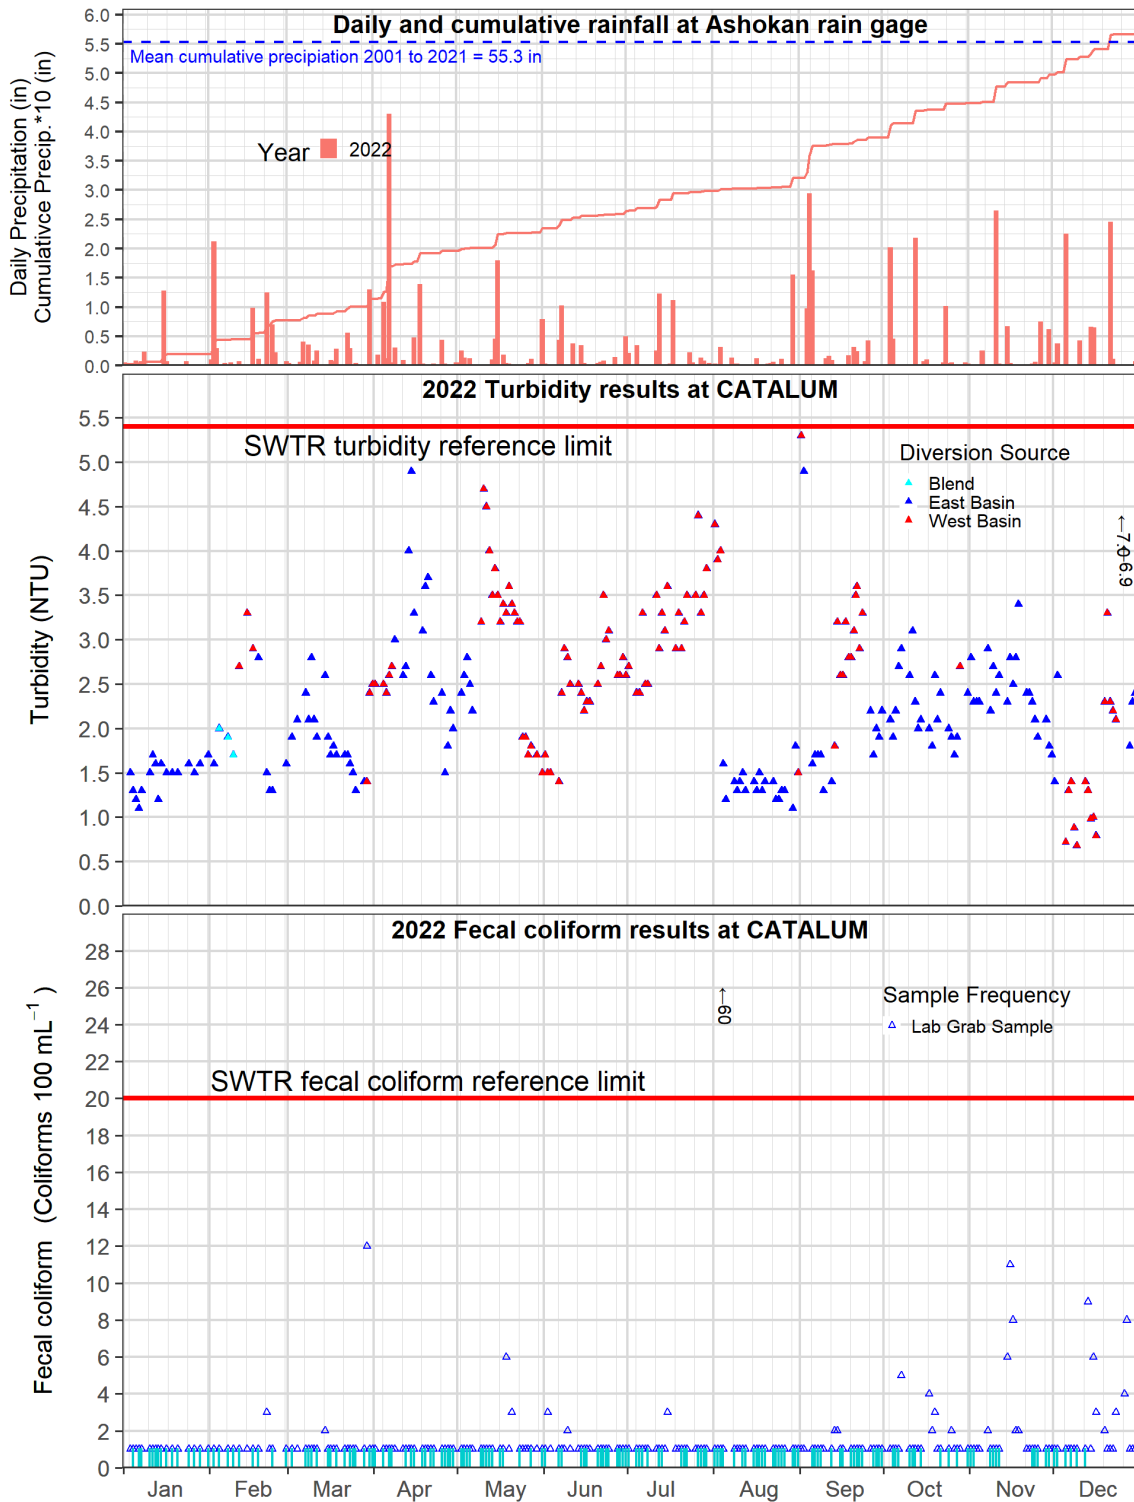 Daily and cumulative rainfall at Ashokan rain gage
Daily Precipitation (in)
Cumulativce Precip.*10 (in)
6.0
5.5
5.0
4.5
4.0
3.5
3.0
2.5
2.0
1.5
1.0
0.5
0.0
Mean cumulative precipiation 2001 to 2021 = 55.3 in
Year 2022
2022 Turbidity results at CATALUM
Turbidity (NTU)
5.5
5.0
4.5
4.0
3.5
3.0
2.5
2.0
1.5
1.0
0.5
0.0
SWTR turbidity reference limit
Diversion Source
Blend
East Basin
West Basin
←7.0
6.9
2022 Fecal coliform results at CATALUM
Fecal coliform (Coliforms 100 mL⁻¹ )
28
26
24
22
20
18
16
14
12
10
8
6
4
2
0
←60
Sample Frequency
Lab Grab Sample
SWTR fecal coliform reference limit
Jan Feb Mar Apr May Jun Jul Aug Sep Oct Nov Dec